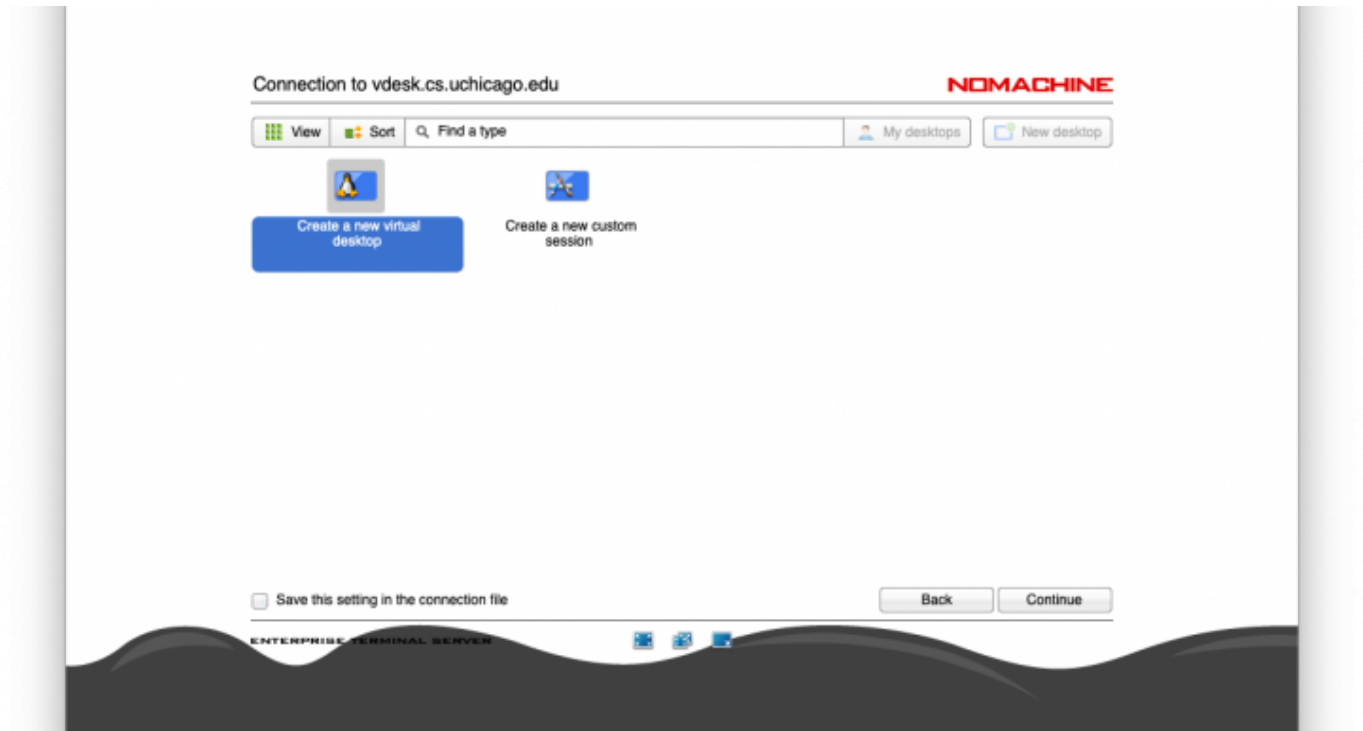 Connection to vdesk.cs.uchicago.edu
NOMACHINE
View
Sort
Find a type
My desktops
New desktop
Create a new virtual
desktop
Create a new custom
session
Save this setting in the connection file
Back
Continue
ENTERPRISE TERMINAL SERVER